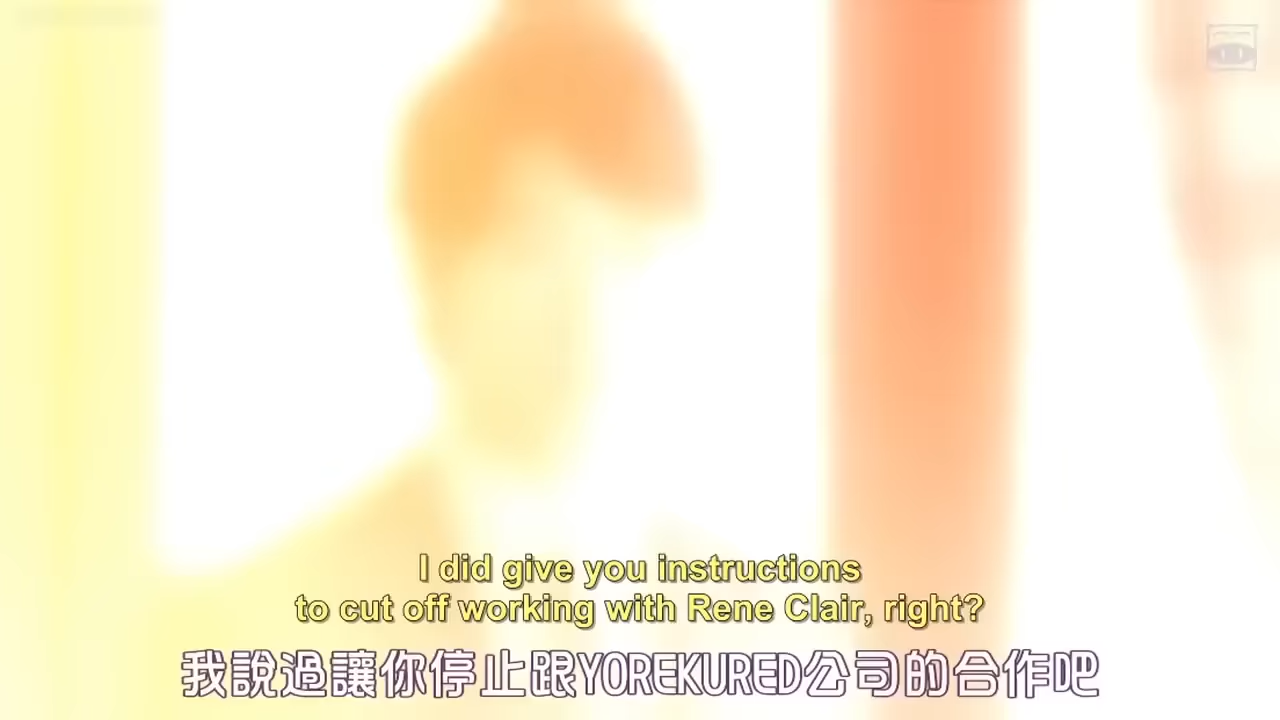 I did give you instructions
to cut off working with Rene Clair, right?
我說過讓你停止跟YOREKURED公司的合作吧